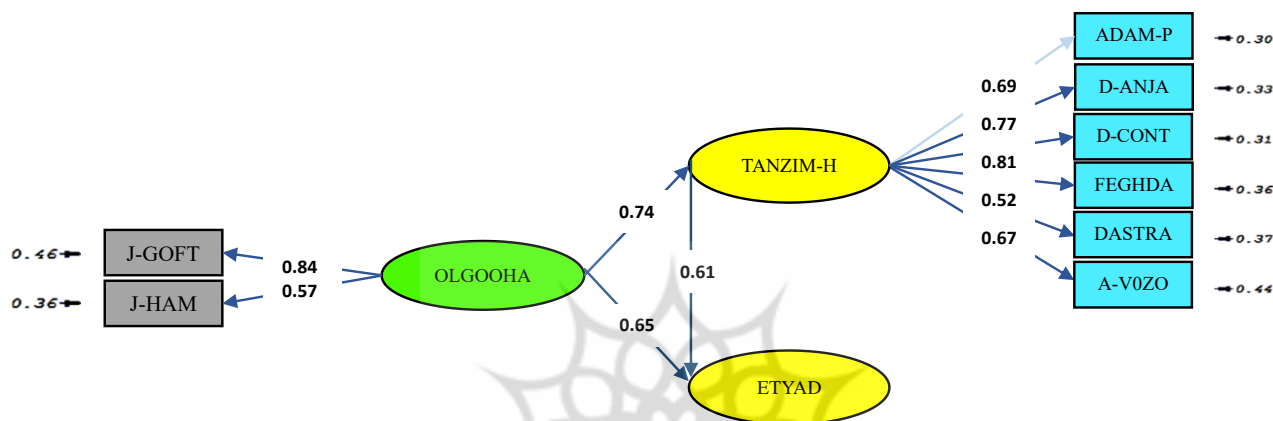 ADAM-P
0.30
0.69
D-ANJA
0.33
0.77
D-CONT
0.31
TANZIM-H
0.81
FEGHDA
0.36
0.52
0.74
DASTRA
0.37
0.67
J-GOFT
0.46
0.84
OLGOOHA
0.61
A-V0ZO
0.44
J-HAM
0.36
0.57
0.65
ETYAD